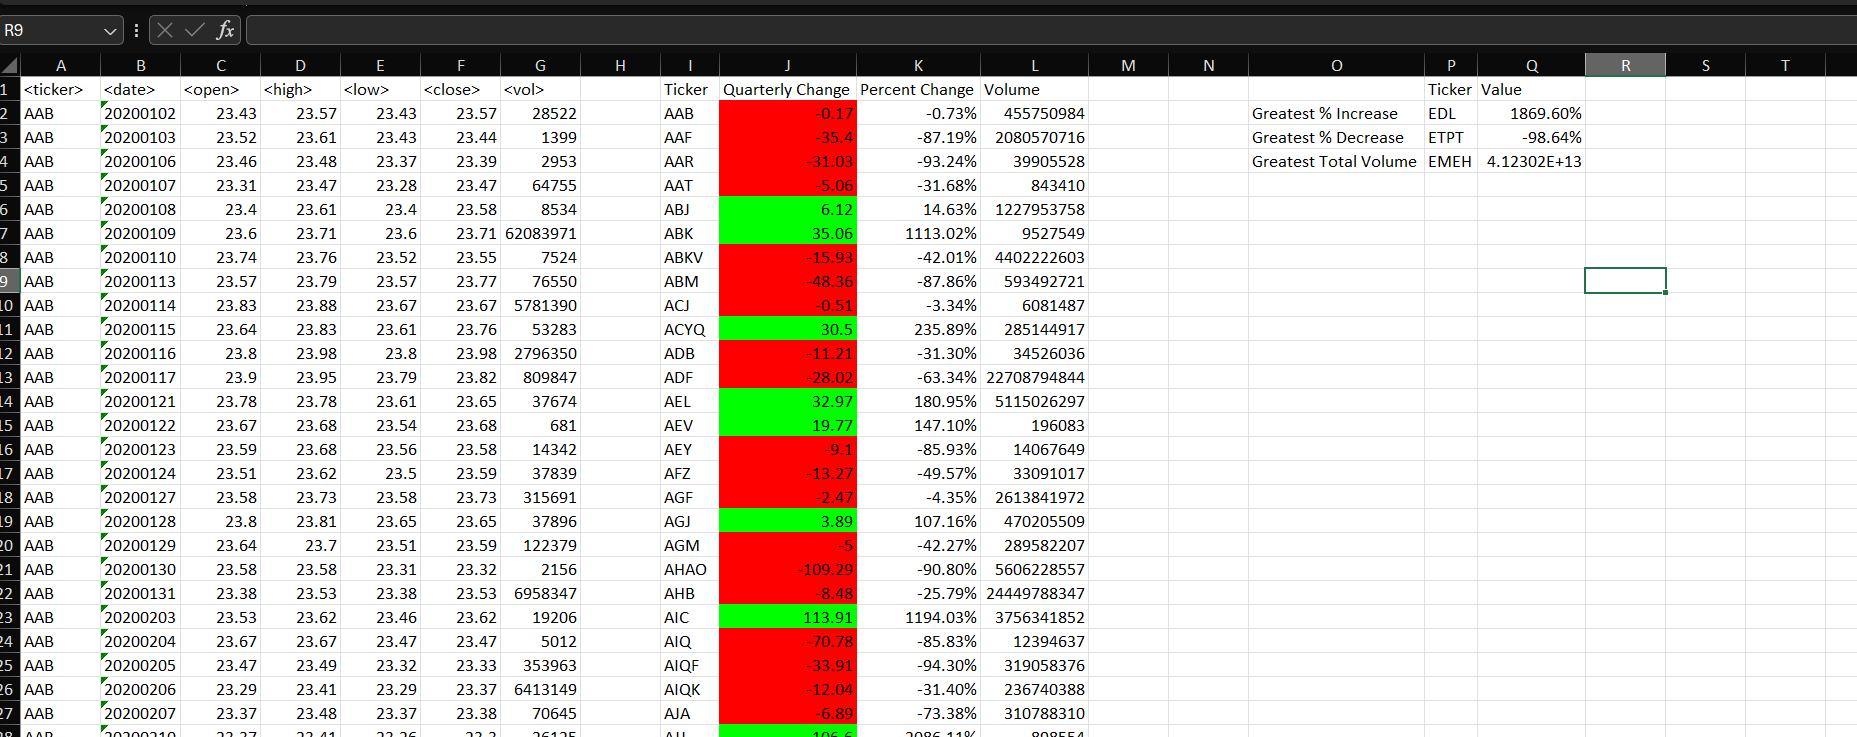 R9 fx
A B C D E F G H I J K L M N O P Q R S T
1 <ticker> <date> <open> <high> <low> <close> <vol> Ticker Quarterly Change Percent Change Volume Ticker Value
2 AAB 20200102 23.43 23.57 23.43 23.57 28522 AAB -0.17 -0.73% 455750984 Greatest % Increase EDL 1869.60%
3 AAB 20200103 23.52 23.61 23.43 23.44 1399 AAF -35.4 -87.19% 2080570716 Greatest % Decrease ETPT -98.64%
4 AAB 20200106 23.46 23.48 23.37 23.39 2953 AAR -31.03 -93.24% 39905528 Greatest Total Volume EMEH 4.12302E+13
5 AAB 20200107 23.31 23.47 23.28 23.47 64755 AAT -5.06 -31.68% 843410
6 AAB 20200108 23.4 23.61 23.4 23.58 8534 ABJ 6.12 14.63% 1227953758
7 AAB 20200109 23.6 23.71 23.6 23.71 62083971 ABK 35.06 1113.02% 9527549
8 AAB 20200110 23.74 23.76 23.52 23.55 7524 ABKV -15.93 -42.01% 4402222603
9 AAB 20200113 23.57 23.79 23.57 23.77 76550 ABM -48.36 -87.86% 593492721
10 AAB 20200114 23.83 23.88 23.67 23.67 5781390 ACJ -0.51 -3.34% 6081487
11 AAB 20200115 23.64 23.83 23.61 23.76 53283 ACYQ 30.5 235.89% 285144917
12 AAB 20200116 23.8 23.98 23.8 23.98 2796350 ADB -11.21 -31.30% 34526036
13 AAB 20200117 23.9 23.95 23.79 23.82 809847 ADF -28.02 -63.34% 22708794844
14 AAB 20200121 23.78 23.78 23.61 23.65 37674 AEL 32.97 180.95% 5115026297
15 AAB 20200122 23.67 23.68 23.54 23.68 681 AEV 19.77 147.10% 196083
16 AAB 20200123 23.59 23.62 23.56 23.58 14342 AEY -9.1 -85.93% 14067649
17 AAB 20200124 23.51 23.62 23.5 23.59 37839 AFZ -13.27 -49.57% 33091017
18 AAB 20200127 23.58 23.73 23.58 23.73 315691 AGF -2.47 -4.35% 2613841972
19 AAB 20200128 23.8 23.81 23.65 23.65 37896 AGJ 3.89 107.16% 470205509
20 AAB 20200129 23.64 23.7 23.51 23.59 122379 AGM -5 -42.27% 289582207
21 AAB 20200130 23.58 23.58 23.31 23.32 2156 AHAO -109.29 -90.80% 5606228557
22 AAB 20200131 23.38 23.53 23.38 23.53 6958347 AHB -8.48 -25.79% 24449788347
23 AAB 20200203 23.53 23.62 23.46 23.62 19206 AIC 113.91 1194.03% 3756341852
24 AAB 20200204 23.67 23.67 23.47 23.47 5012 AIQ -70.78 -85.83% 12394637
25 AAB 20200205 23.47 23.49 23.32 23.33 353963 AIQF -33.91 -94.30% 319058376
26 AAB 20200206 23.29 23.41 23.29 23.37 6413149 AIQK -12.04 -31.40% 236740388
27 AAB 20200207 23.37 23.48 23.37 23.38 70645 AJA -6.89 -73.38% 310788310